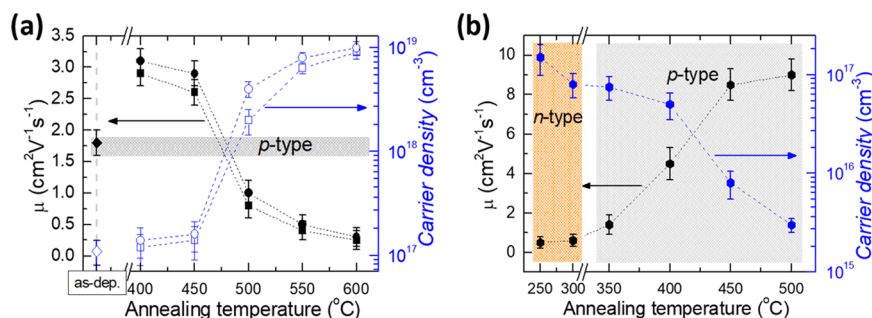 (a)
3.5
3.0
2.5
2.0
1.5
1.0
0.5
0.0
μ (cm²V⁻¹s⁻¹)
p-type
10¹⁹
10¹⁸
10¹⁷
Carrier density (cm⁻³)
as-dep.
400 450 500 550 600
Annealing temperature (°C)
(b)
10
8
6
4
2
0
μ (cm²V⁻¹s⁻¹)
n-type
p-type
10¹⁷
10¹⁶
10¹⁵
Carrier density (cm⁻³)
250 300 350 400 450 500
Annealing temperature (°C)